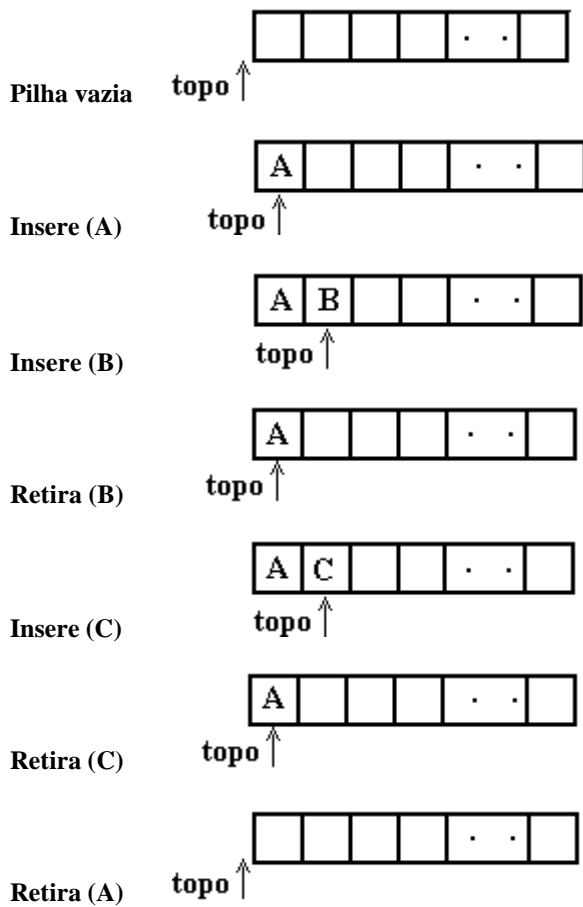 . .
Pilha vazia topo
A . .
Insere (A) topo
A B . .
Insere (B) topo
A . .
Retira (B) topo
A C . .
Insere (C) topo
A . .
Retira (C) topo
. .
Retira (A) topo